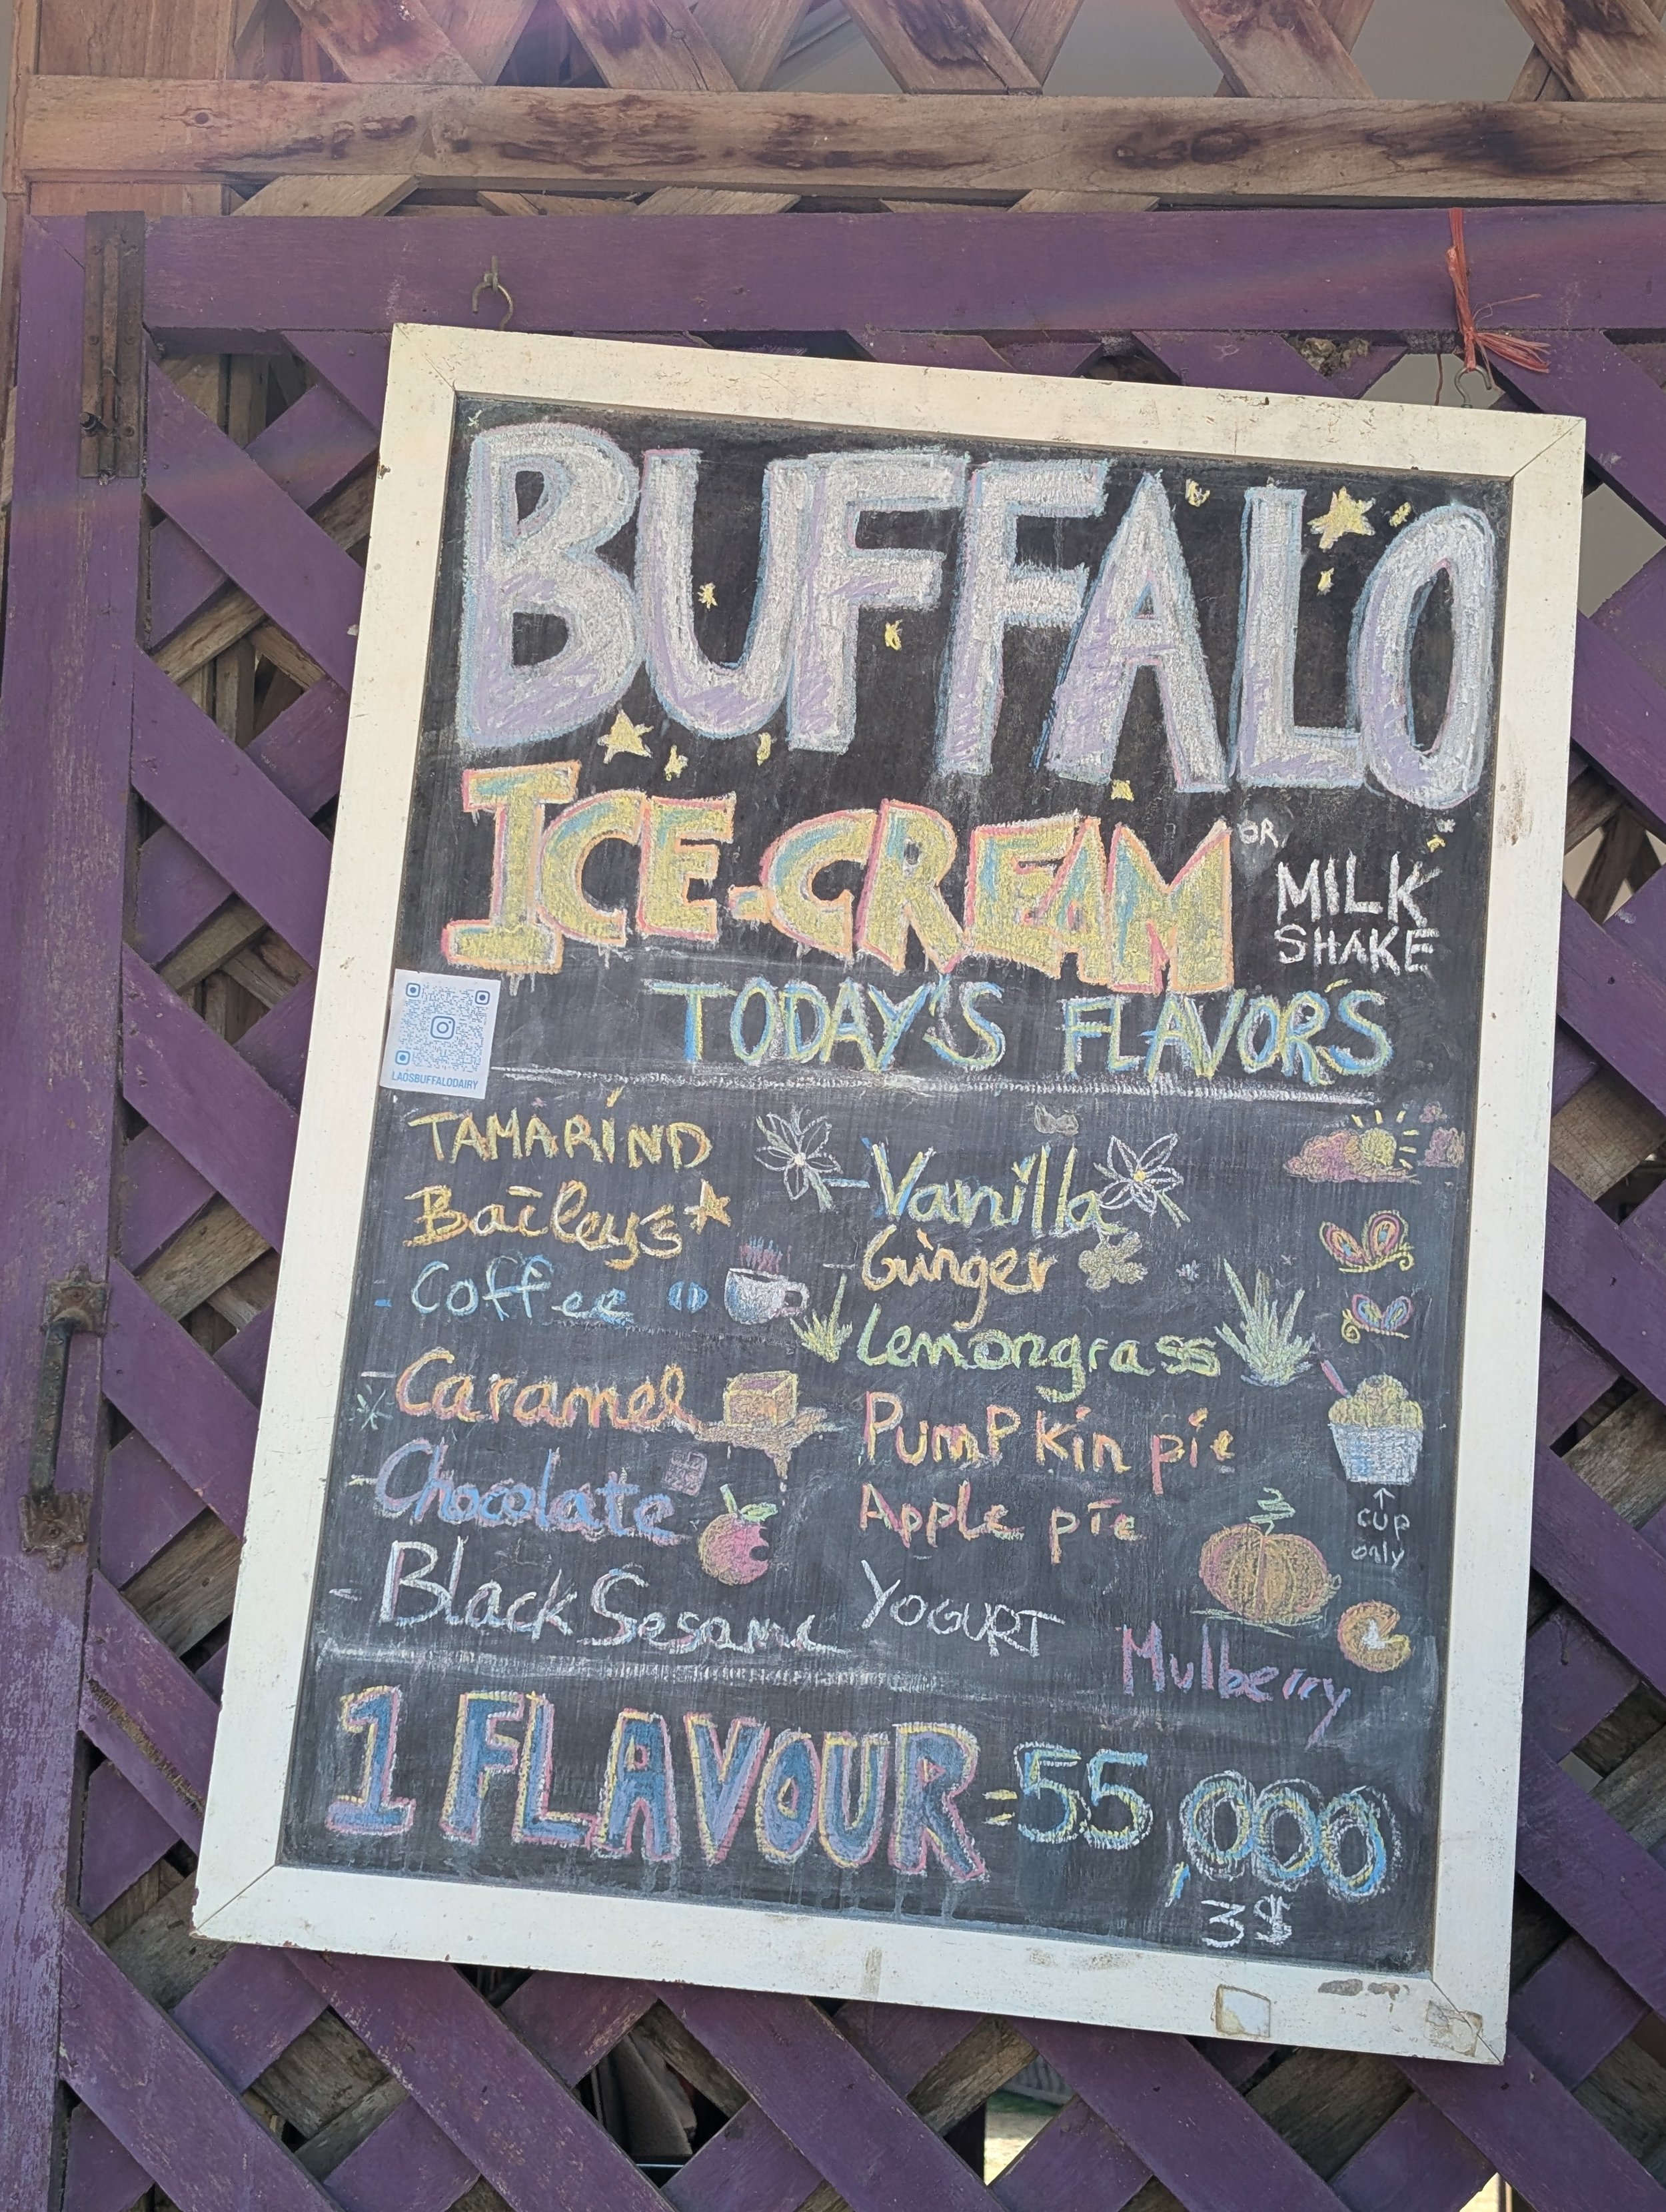 BUFFALO
ICE-CREAM OR MILK SHAKE
TODAY'S FLAVORS
LAOSBUFFALODAIRY
TAMARIND
Bailey's
- Coffee
- Caramel
- Chocolate
- Black Sesame
- Vanilla
- Ginger
Lemongrass
Pumpkin pie
Apple pie
YOGURT
Mulberry
↑
cup
only
1 FLAVOUR = 55,000
3$